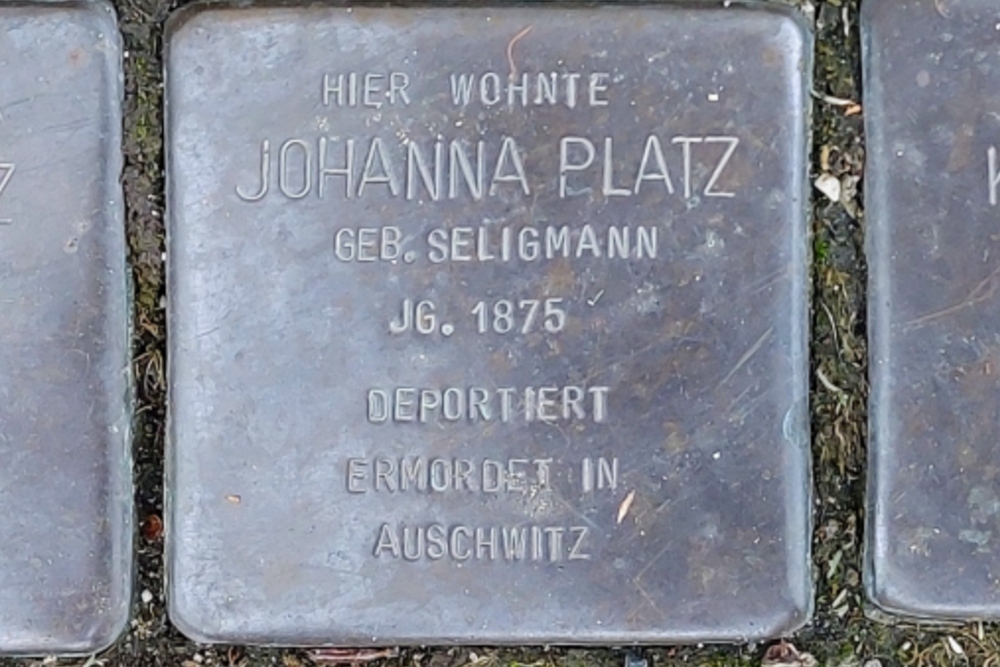 HIER WOHNTE
JOHANNA PLATZ
GEB. SELIGMANN
JG. 1875
DEPORTIERT
ERMORDET IN
AUSCHWITZ